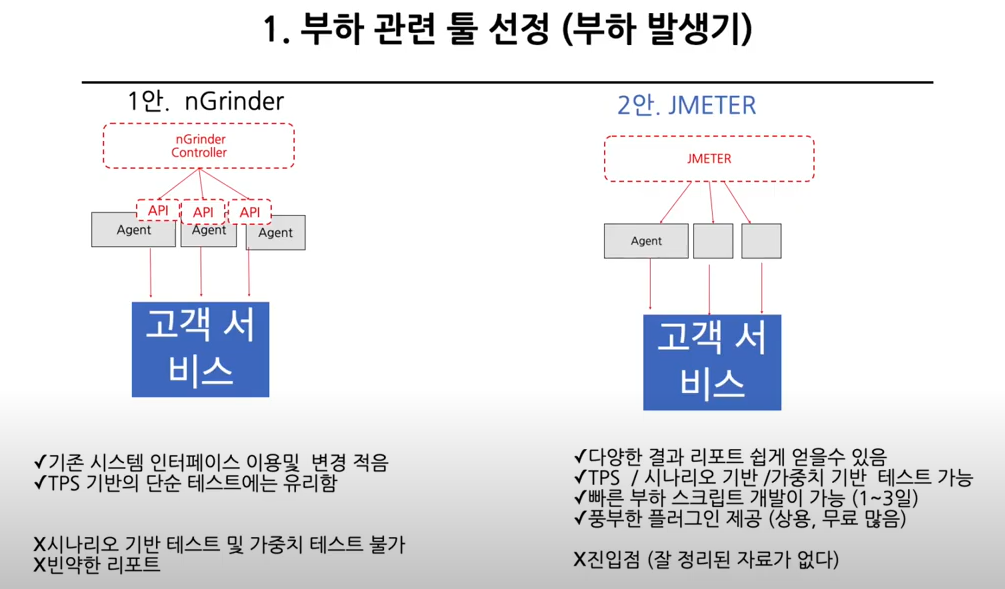 1. 부하 관련 툴 선정 (부하 발생기)
1안. nGrinder
nGrinder
Controller
API
API
API
Agent
Agent
Agent
고객 서
비스
✓기존 시스템 인터페이스 이용및 변경 적음
✓TPS 기반의 단순 테스트에는 유리함
X시나리오 기반 테스트 및 가중치 테스트 불가
X빈약한 리포트
2안. JMETER
JMETER
Agent
고객 서
비스
✓다양한 결과 리포트 쉽게 얻을수 있음
✓TPS / 시나리오 기반 /가중치 기반 테스트 가능
✓빠른 부하 스크립트 개발이 가능 (1~3일)
✓풍부한 플러그인 제공 (상용, 무료 많음)
X진입점 (잘 정리된 자료가 없다)